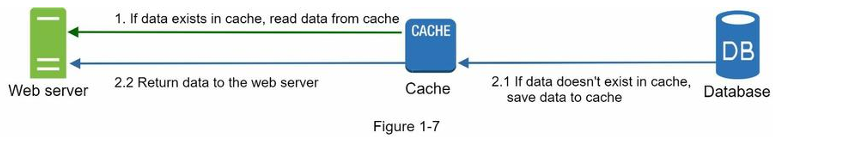 1. If data exists in cache, read data from cache
CACHE
DB
2.2 Return data to the web server
2.1 If data doesn't exist in cache,
save data to cache
Web server
Cache
Database
Figure 1-7